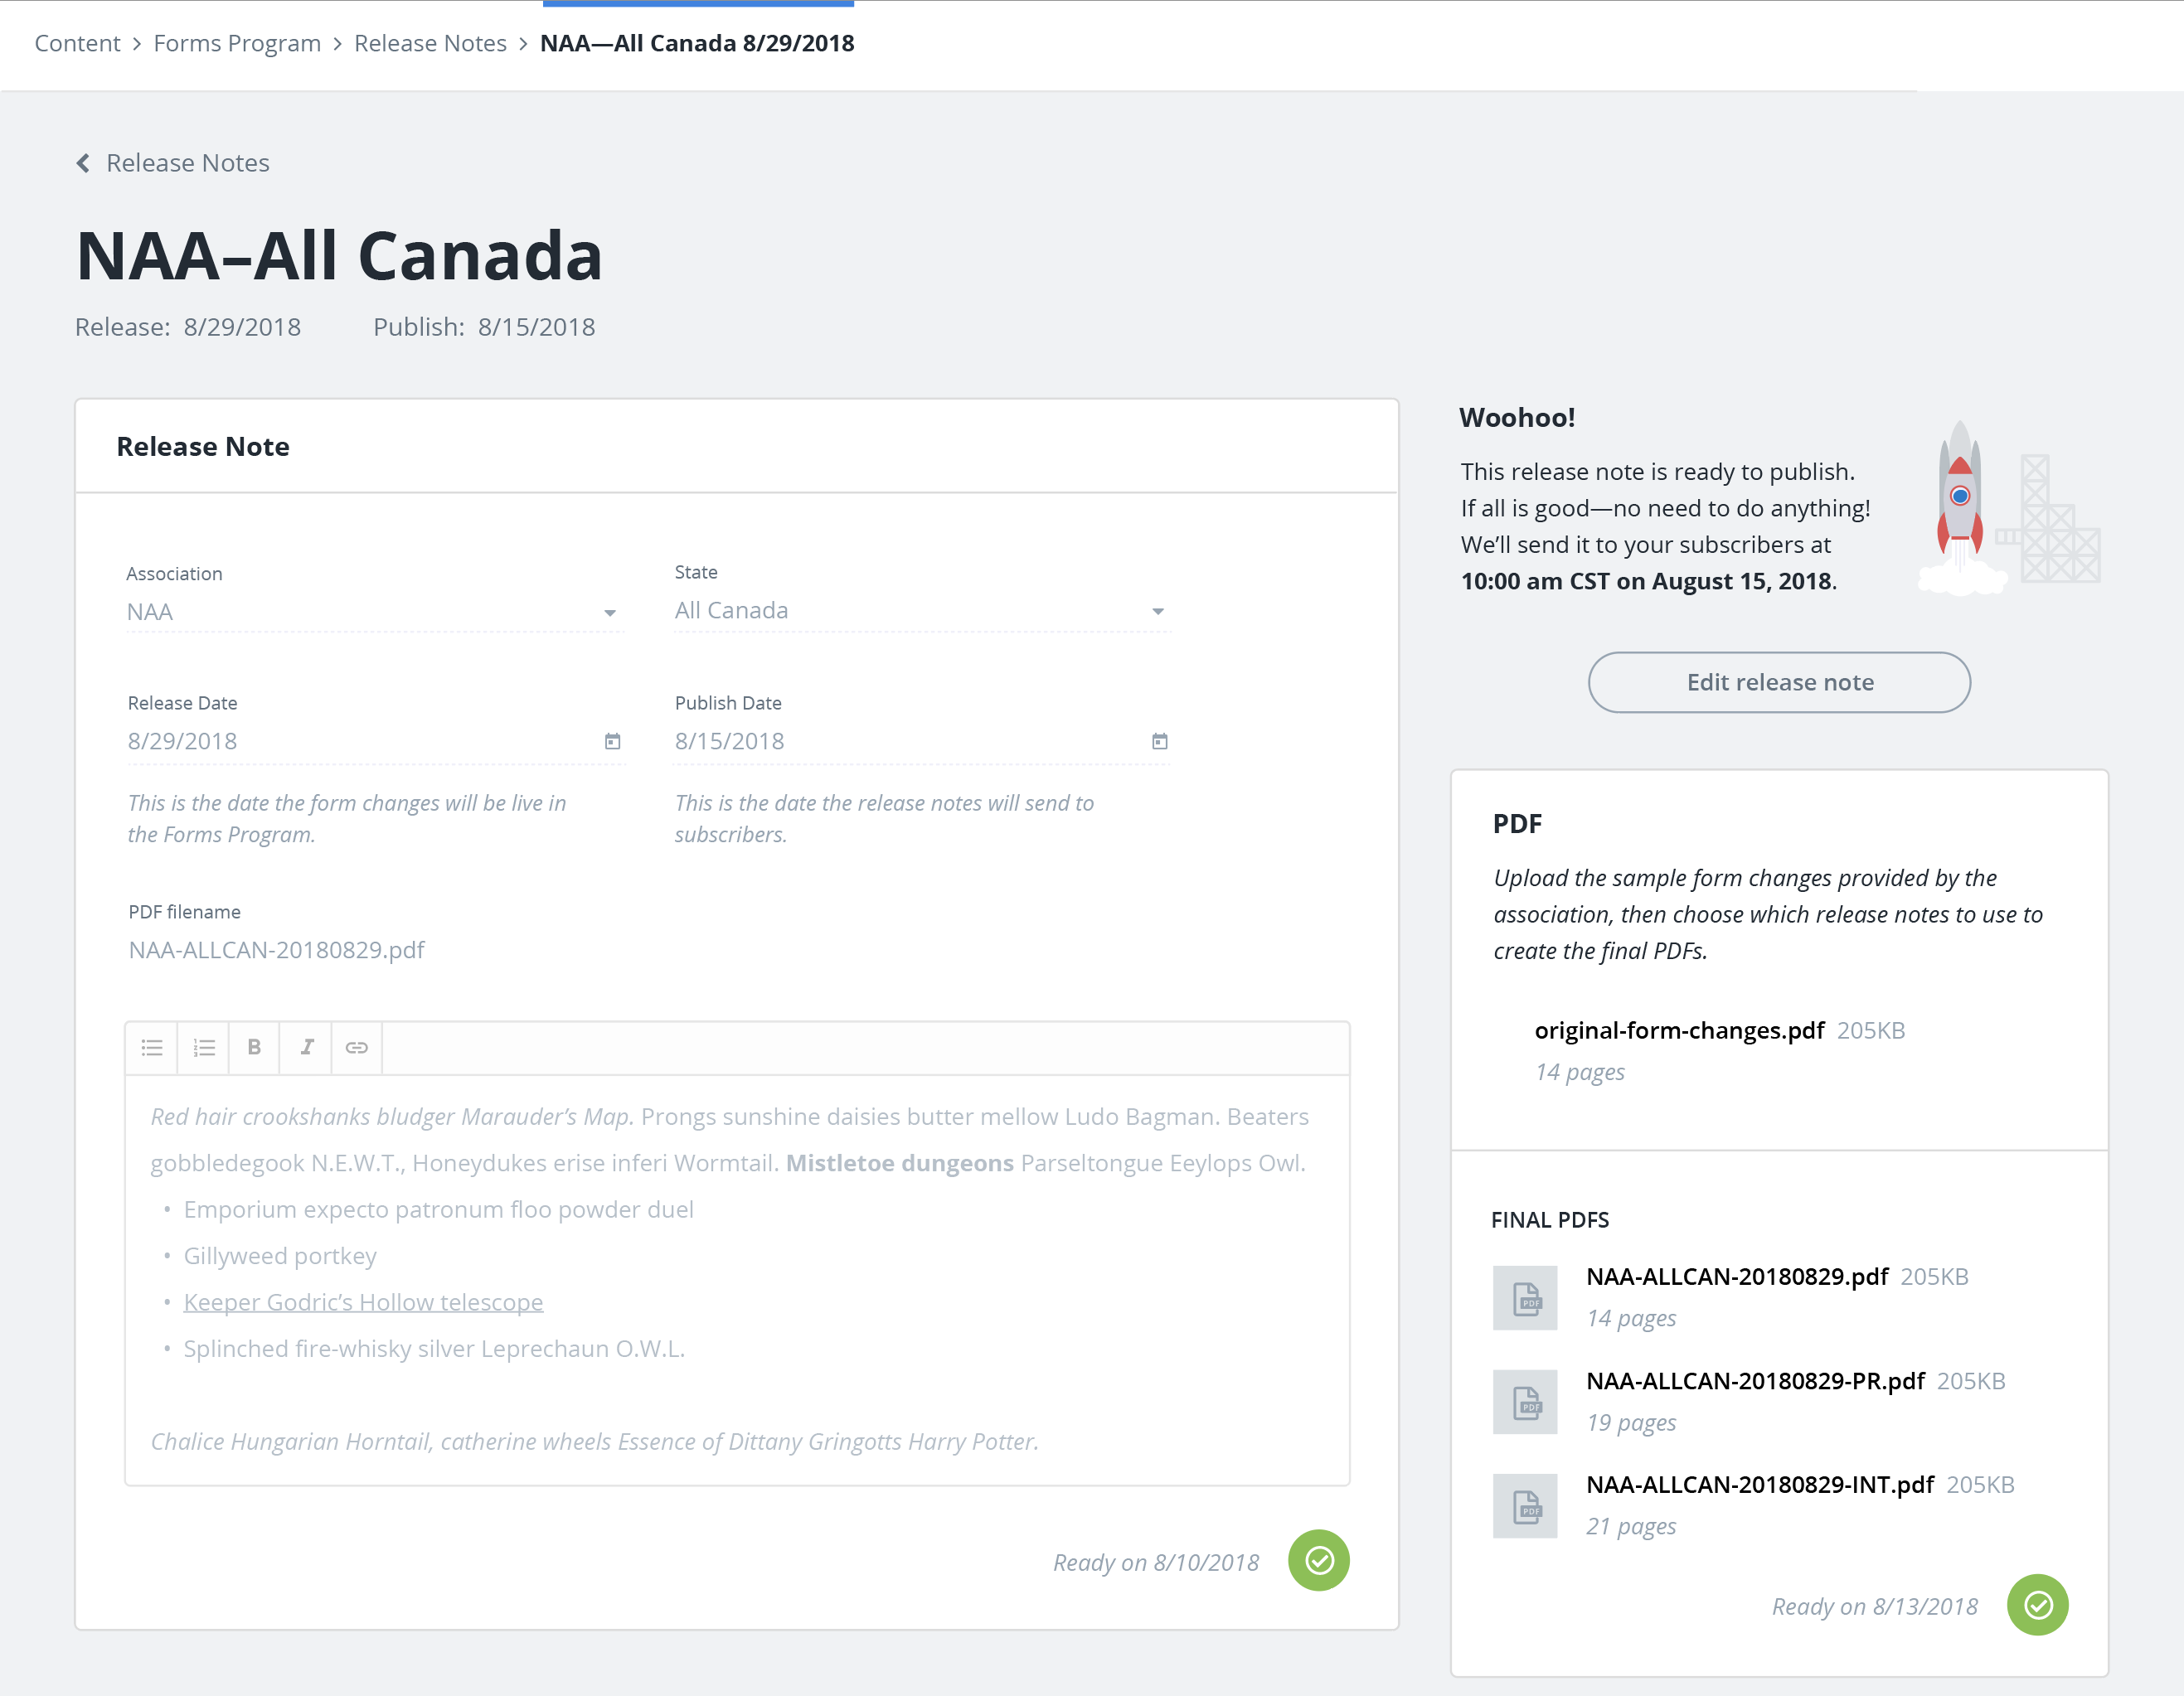 Content > Forms Program > Release Notes > NAA—All Canada 8/29/2018
Release Notes
NAA–All Canada
Release: 8/29/2018 Publish: 8/15/2018
Release Note
Association
NAA
State
All Canada
Release Date
8/29/2018
This is the date the form changes will be live in
the Forms Program.
Publish Date
8/15/2018
This is the date the release notes will send to
subscribers.
PDF filename
NAA-ALLCAN-20180829.pdf
B I
Red hair crookshanks bludger Marauder’s Map. Prongs sunshine daisies butter mellow Ludo Bagman. Beaters
gobbledegook N.E.W.T., Honeydukes erise inferi Wormtail. Mistletoe dungeons Parseltongue Eeylops Owl.
• Emporium expecto patronum floo powder duel
• Gillyweed portkey
• Keeper Godric’s Hollow telescope
• Splinched fire-whisky silver Leprechaun O.W.L.
Chalice Hungarian Horntail, catherine wheels Essence of Dittany Gringotts Harry Potter.
Ready on 8/10/2018
Woohoo!
This release note is ready to publish.
If all is good—no need to do anything!
We’ll send it to your subscribers at
10:00 am CST on August 15, 2018.
Edit release note
PDF
Upload the sample form changes provided by the
association, then choose which release notes to use to
create the final PDFs.
original-form-changes.pdf 205KB
14 pages
FINAL PDFS
PDF
NAA-ALLCAN-20180829.pdf 205KB
14 pages
PDF
NAA-ALLCAN-20180829-PR.pdf 205KB
19 pages
PDF
NAA-ALLCAN-20180829-INT.pdf 205KB
21 pages
Ready on 8/13/2018